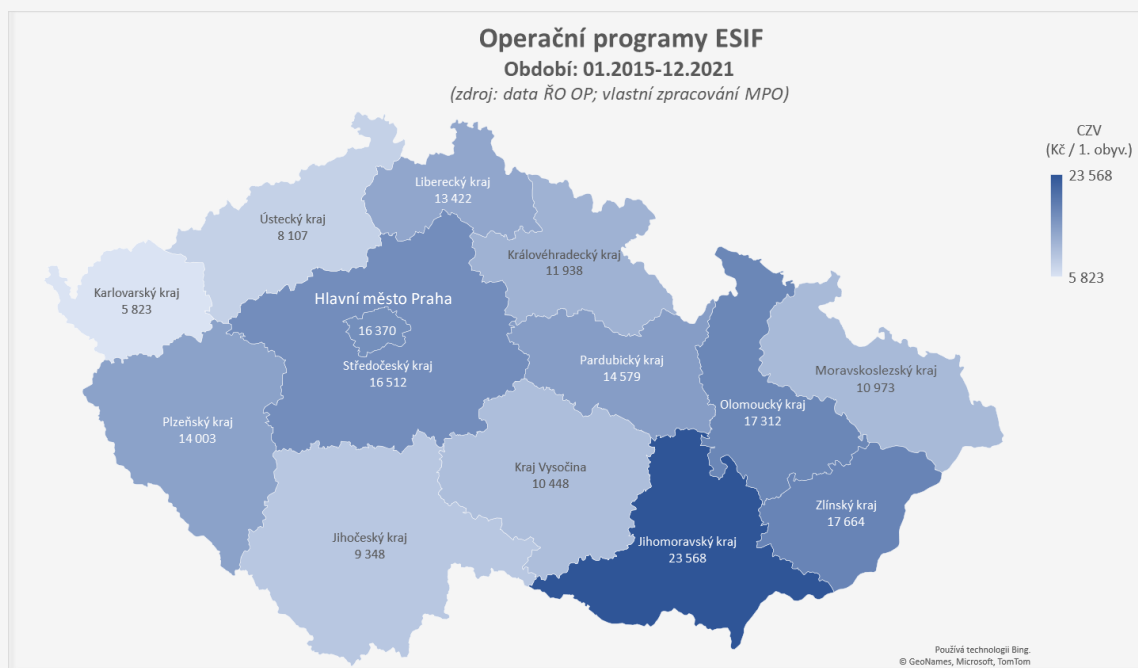 Operační programy ESIF
Období: 01.2015-12.2021
(zdroj: data ŘO OP; vlastní zpracování MPO)
CZV
(Kč / 1. obyv.)
23 568
5 823
Liberecký kraj
13 422
Ústecký kraj
8 107
Královéhradecký kraj
11 938
Karlovarský kraj
5 823
Hlavní město Praha
16 370
Středočeský kraj
16 512
Pardubický kraj
14 579
Moravskoslezský kraj
10 973
Olomoucký kraj
17 312
Plzeňský kraj
14 003
Kraj Vysočina
10 448
Zlínský kraj
17 664
Jihočeský kraj
9 348
Jihomoravský kraj
23 568
Používá technologii Bing.
© GeoNames, Microsoft, TomTom